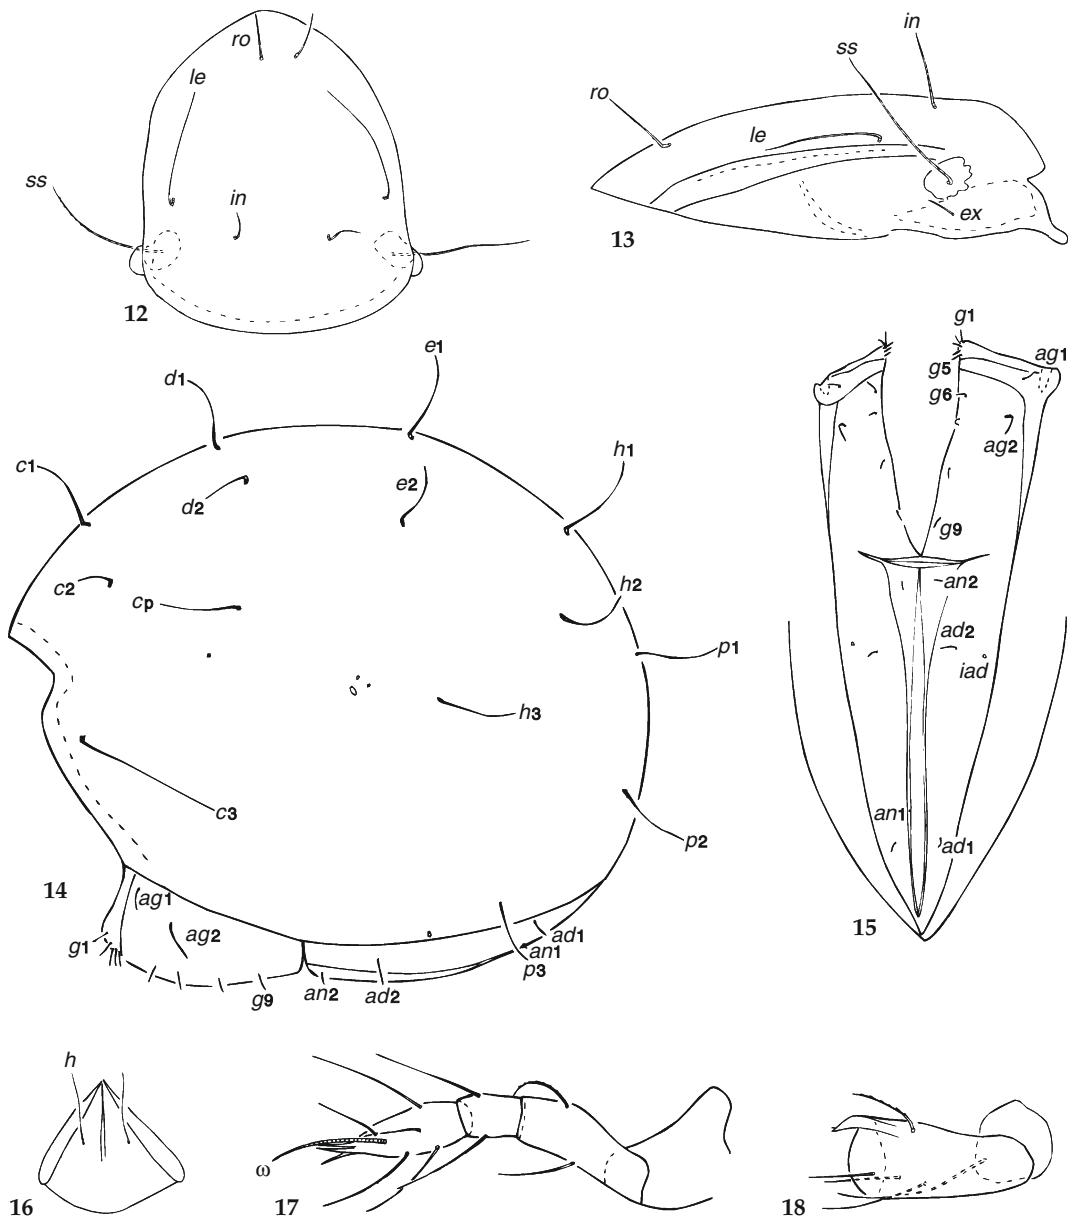 ro
le
ss
in
12
in
ss
ro
le
ex
13
e1
d1
c1
h1
e2
d2
c2
cp
h2
p1
h3
c3
p2
14
ag1
ag2
g1
ad1
an1
p3
g9
an2
ad2
g1
ag1
g5
g6
ag2
g9
an2
ad2
iad
an1
ad1
15
h
16
ω
17
18